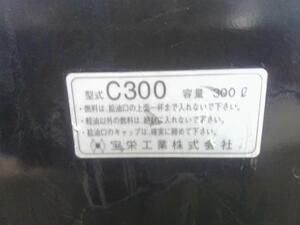 型式 C300 容量 300ℓ
・燃料は、給油口の上面一杯まで入れないで下さい。
・軽油以外の燃料は、絶対に入れないで下さい。
・給油口のキャップは、確実に締めて下さい。
宝栄工業株式会社